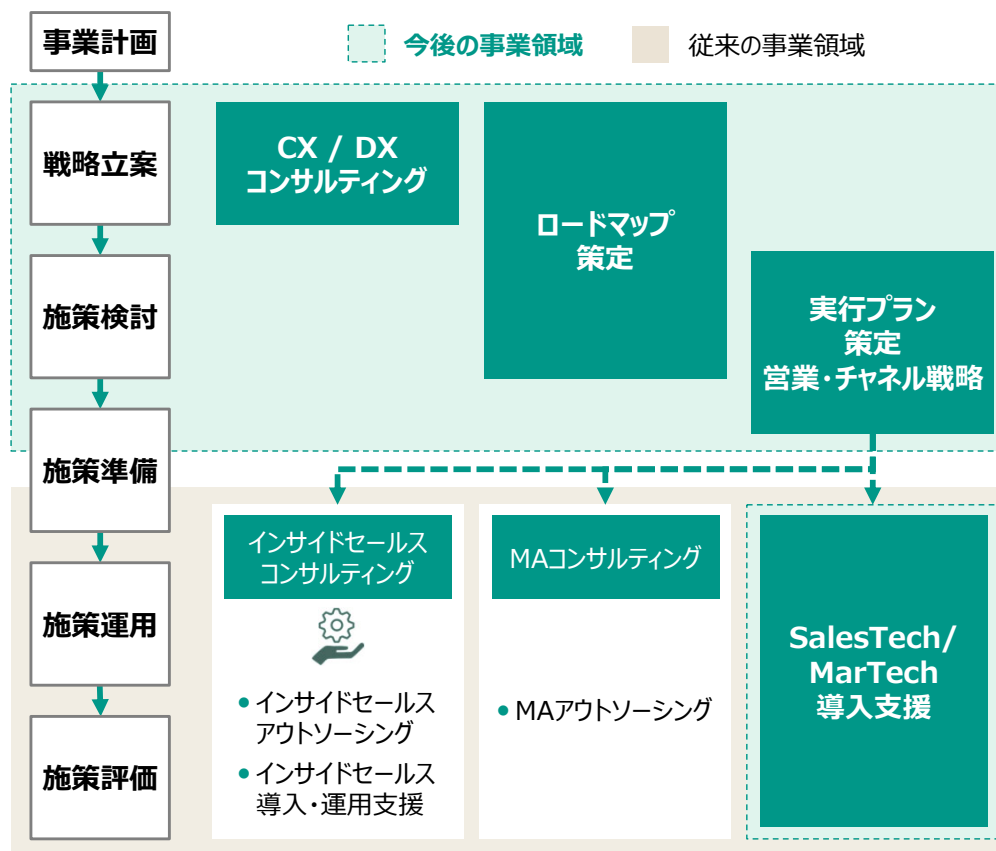 事業計画
今後の事業領域
従来の事業領域
戦略立案
CX / DX
コンサルティング
ロードマップ
策定
施策検討
実行プラン
策定
営業・チャネル戦略
施策準備
インサイドセールス
コンサルティング
MAコンサルティング
施策運用
SalesTech/
MarTech
導入支援
• インサイドセールス
アウトソーシング
• インサイドセールス
導入・運用支援
• MAアウトソーシング
施策評価